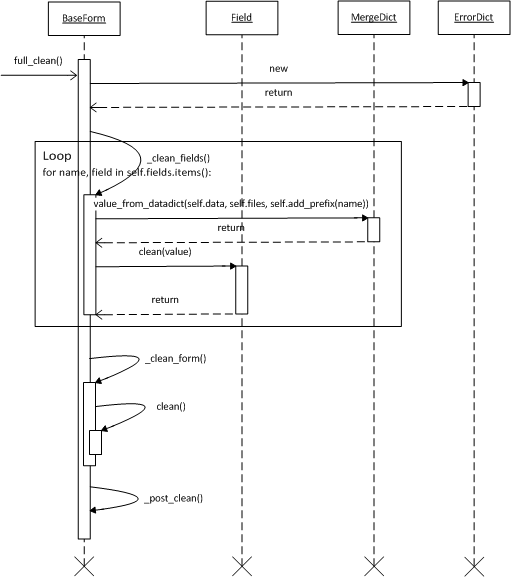 BaseForm
Field
MergeDict
ErrorDict
full_clean()
new
return
_clean_fields()
Loop
for name, field in self.fields.items():
value_from_datadict(self.data, self.files, self.add_prefix(name))
return
clean(value)
return
_clean_form()
clean()
_post_clean()